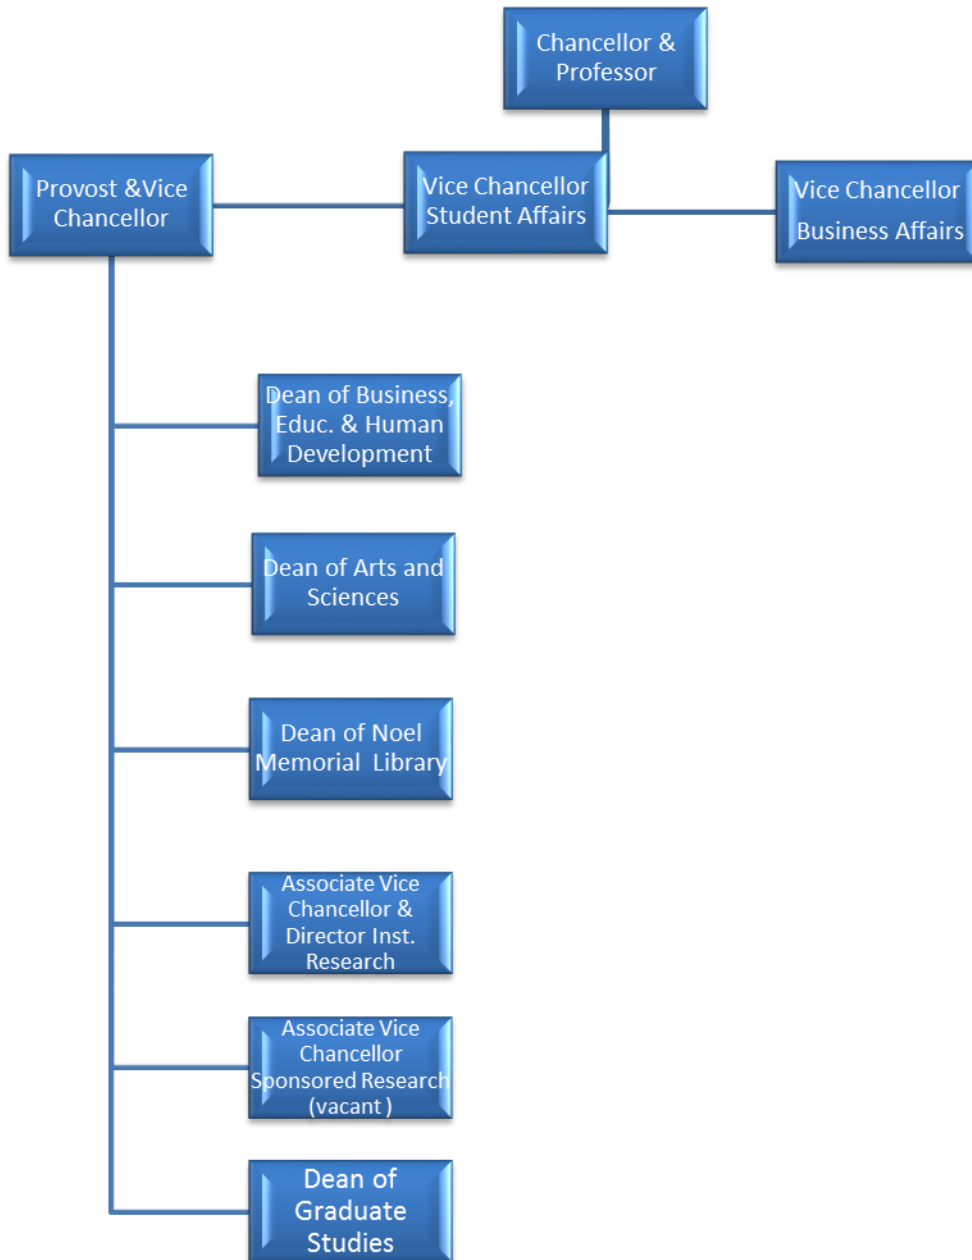 Chancellor &
Professor
Provost &Vice
Chancellor
Vice Chancellor
Student Affairs
Vice Chancellor
Business Affairs
Dean of Business,
Educ. & Human
Development
Dean of Arts and
Sciences
Dean of Noel
Memorial Library
Associate Vice
Chancellor &
Director Inst.
Research
Associate Vice
Chancellor
Sponsored Research
(vacant )
Dean of
Graduate
Studies